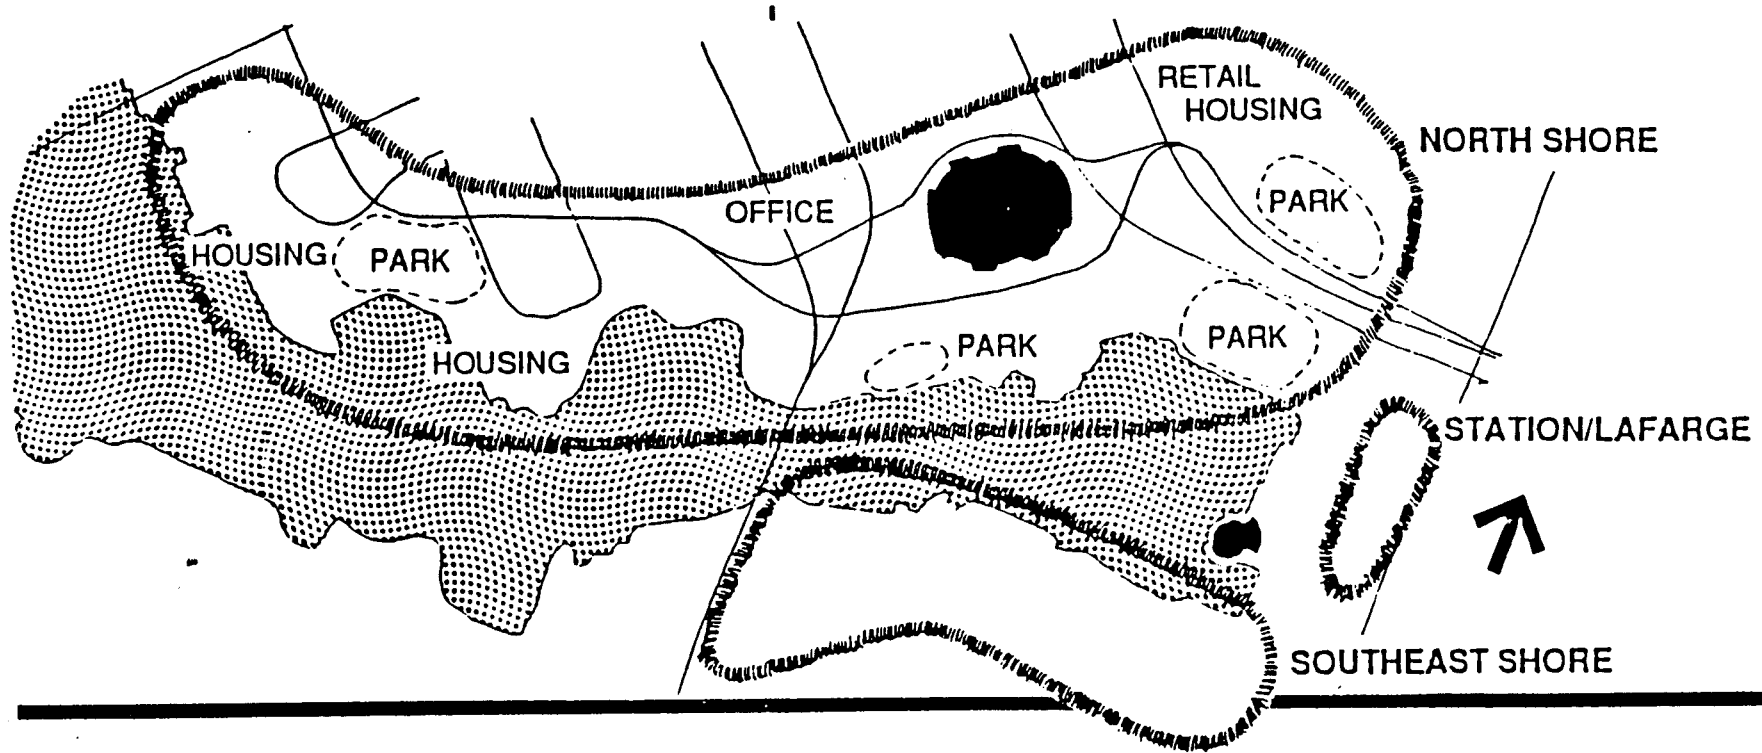 RETAIL
HOUSING
NORTH SHORE
PARK
OFFICE
HOUSING
PARK
PARK
PARK
HOUSING
STATION/LAFARGE
SOUTHEAST SHORE